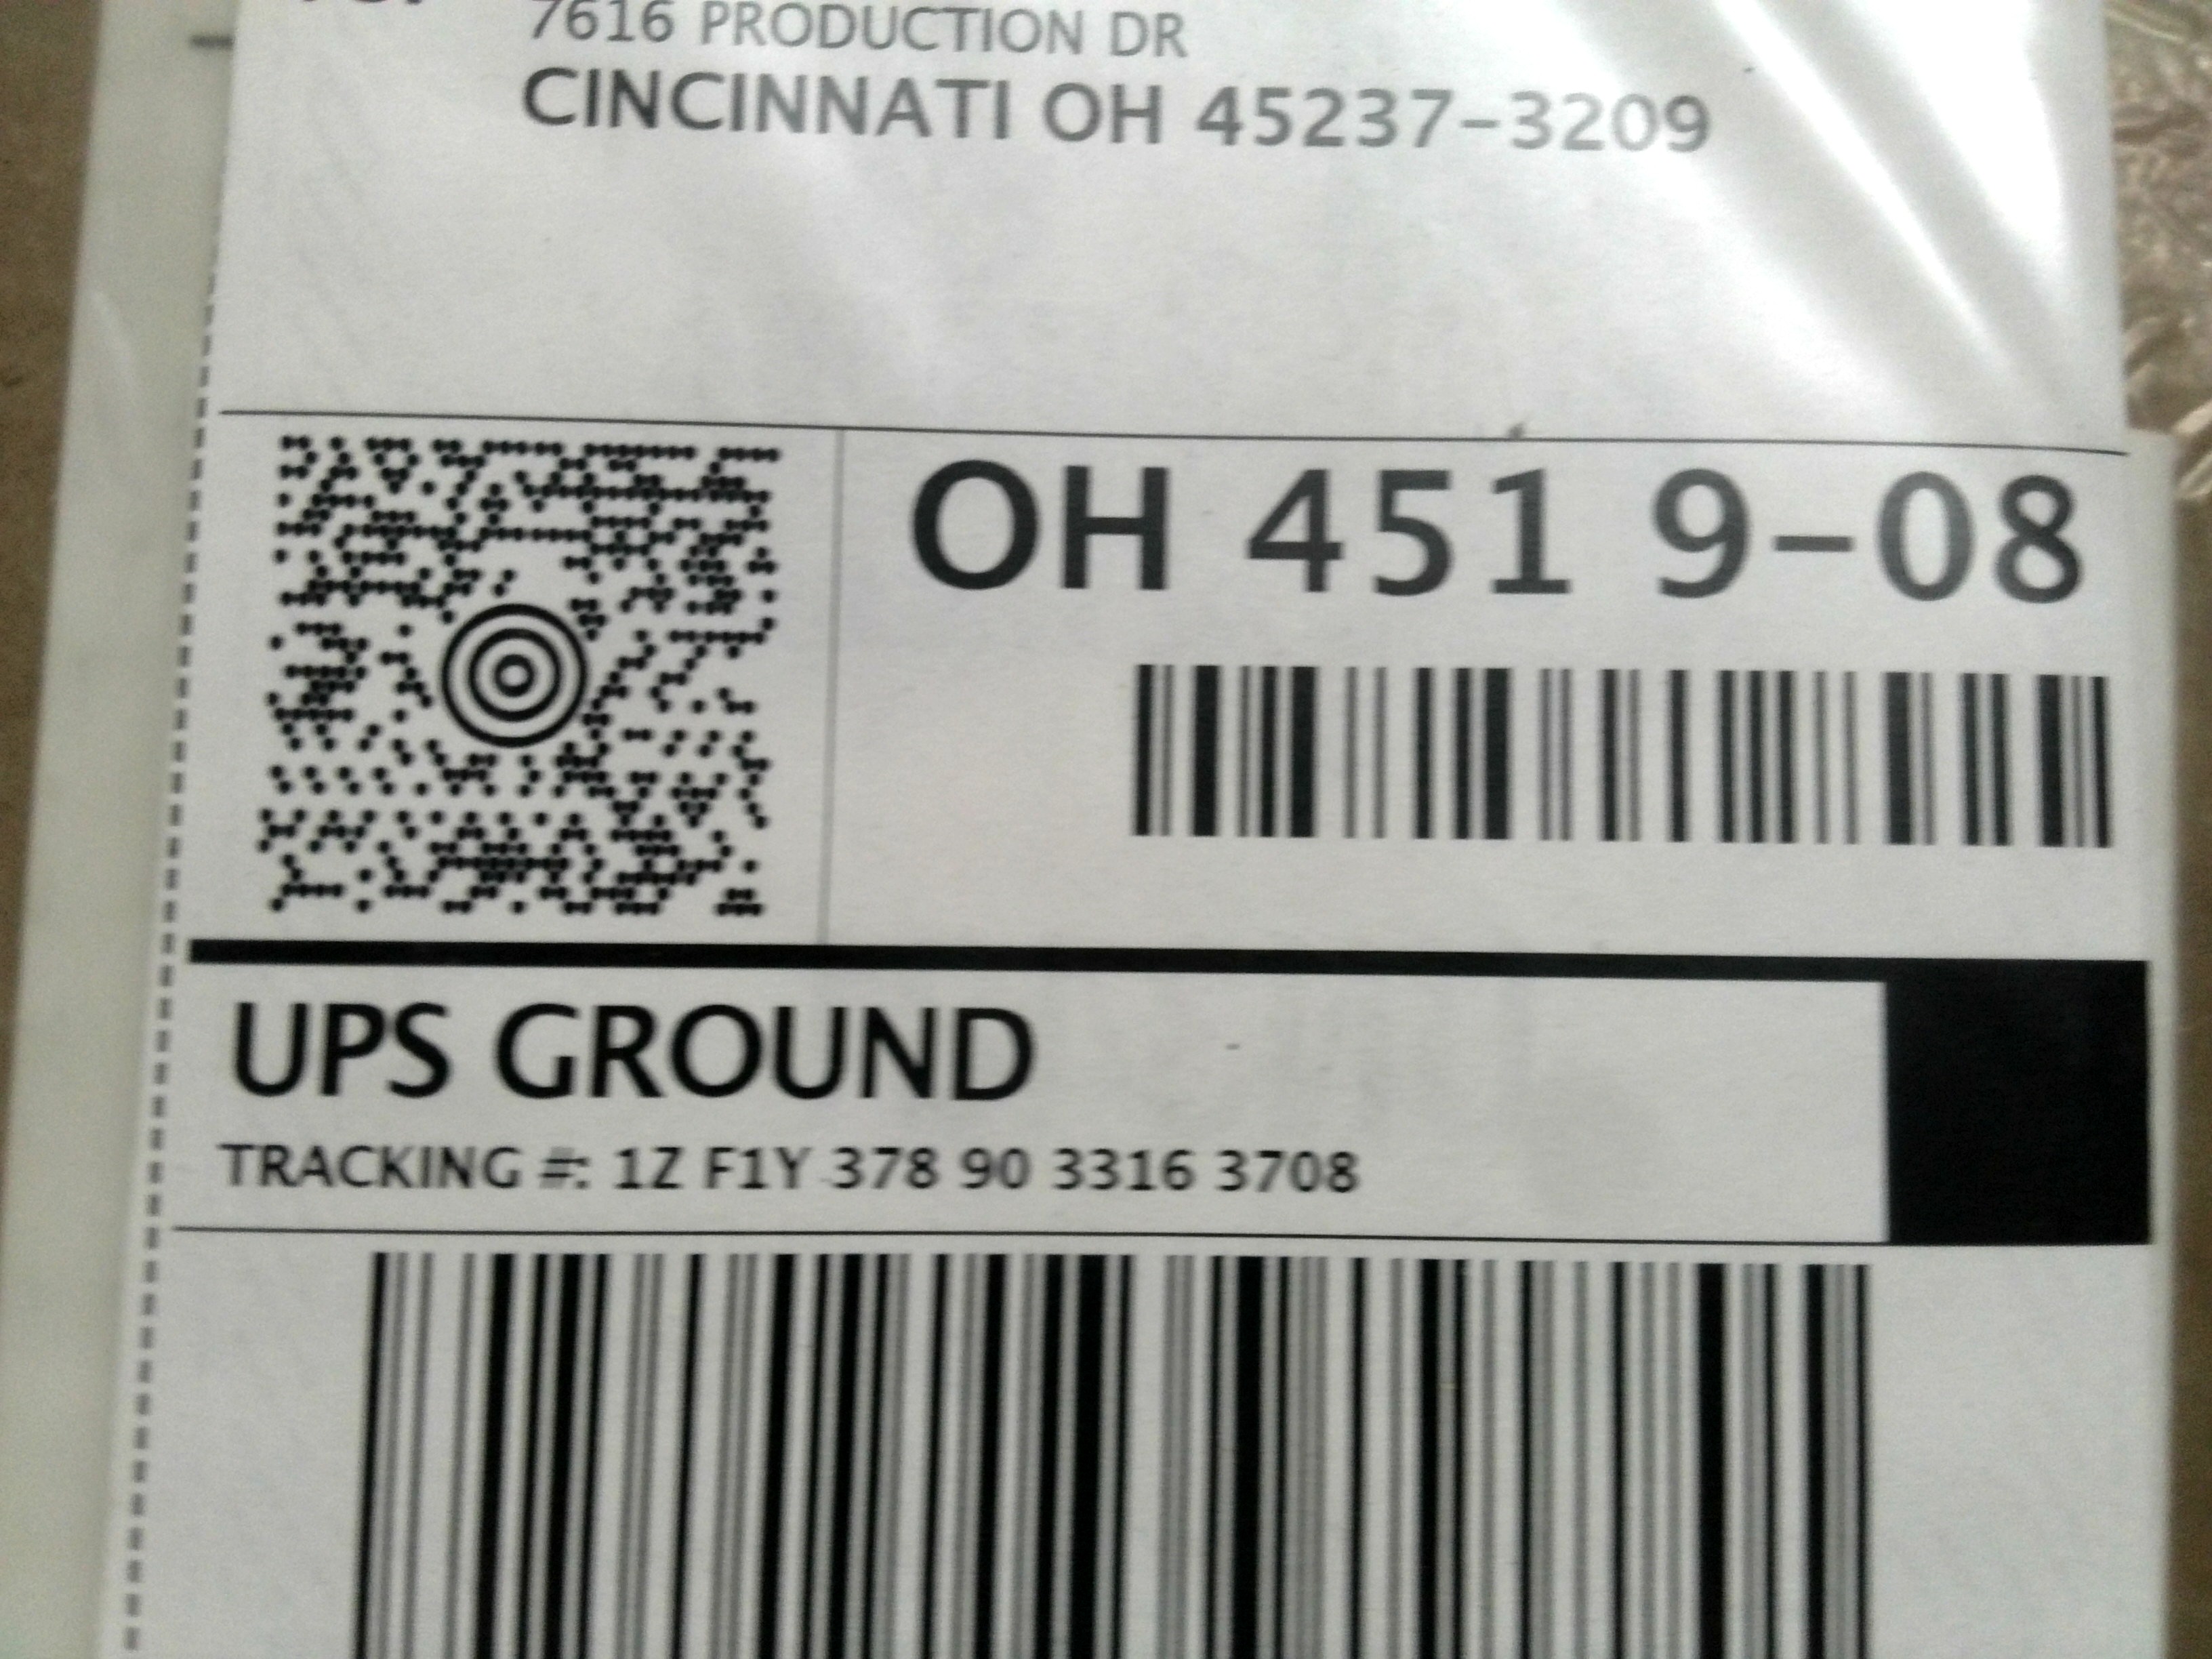 7616 PRODUCTION DR
CINCINNATI OH 45237-3209
OH 451 9-08
UPS GROUND
TRACKING #: 1Z F1Y 378 90 3316 3708